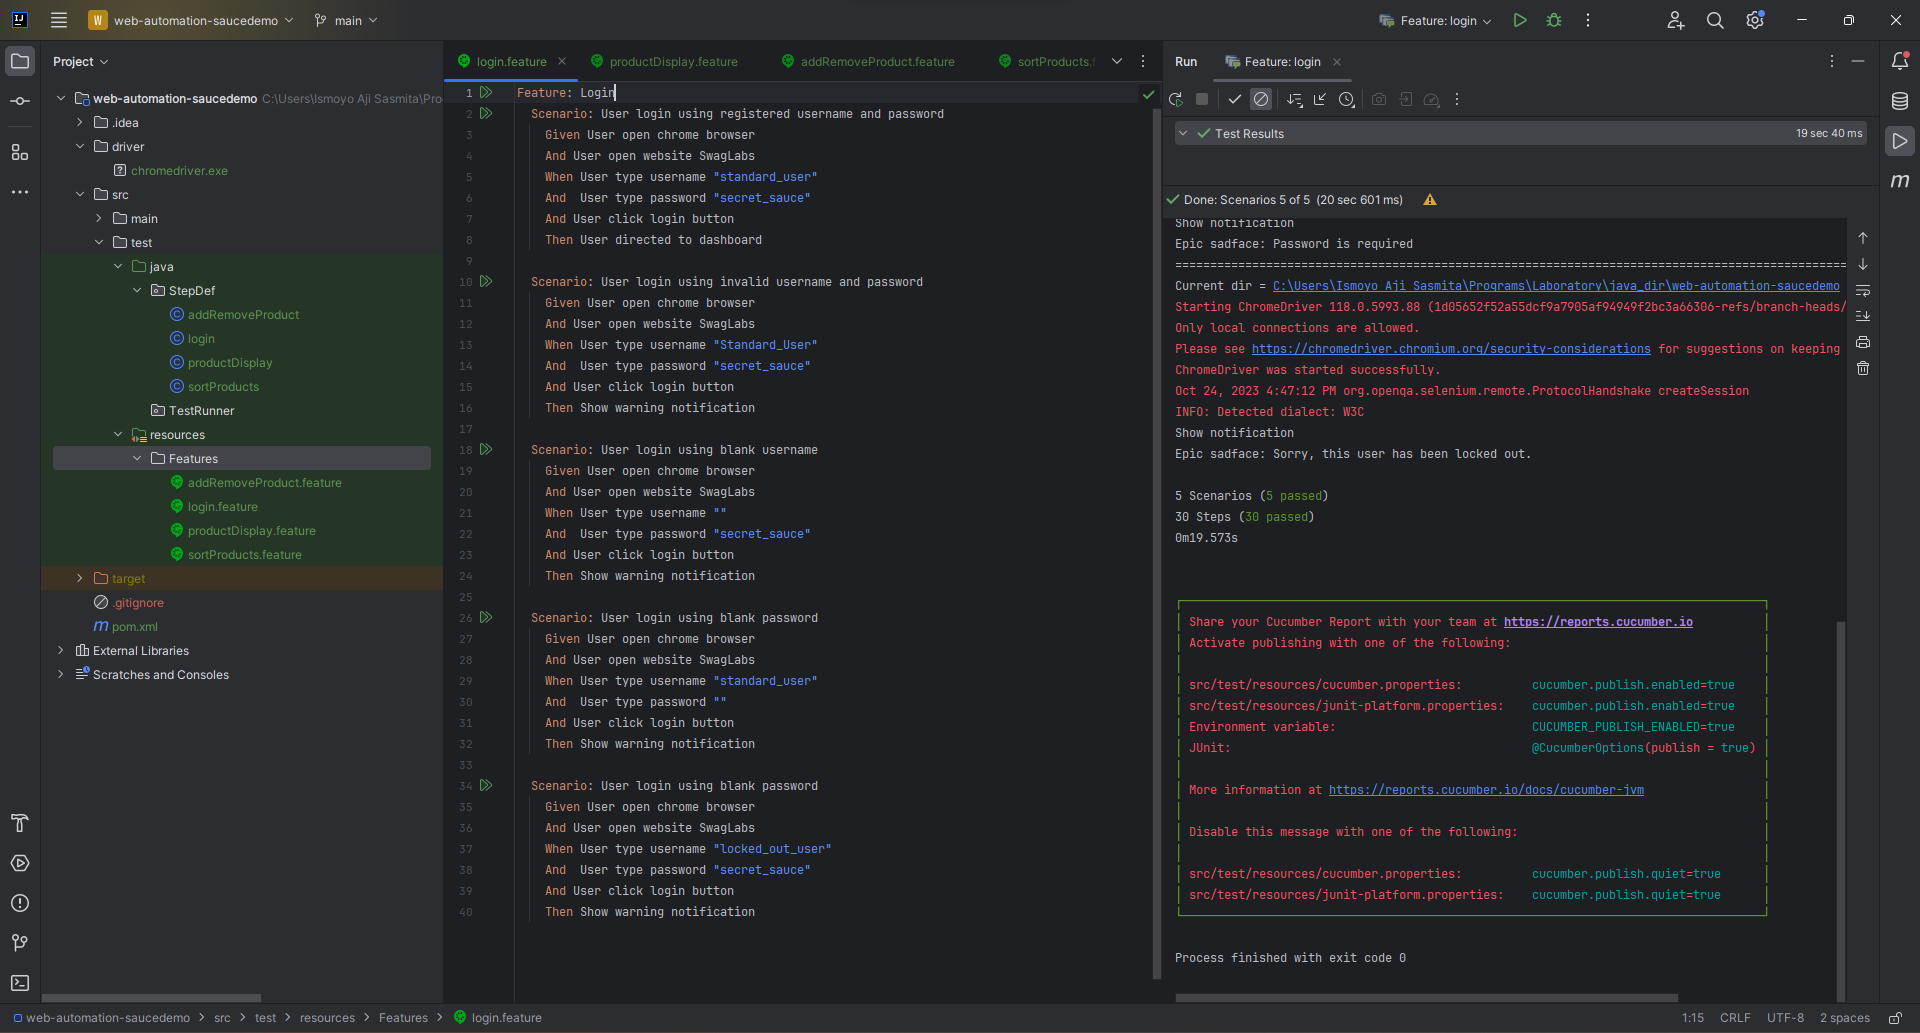 W web-automation-saucedemo main Feature: login
Project
web-automation-saucedemo C:\Users\Ismoyo Aji Sasmita\Pro
.idea
driver
chromedriver.exe
src
main
test
java
StepDef
addRemoveProduct
login
productDisplay
sortProducts
TestRunner
resources
Features
addRemoveProduct.feature
login.feature
productDisplay.feature
sortProducts.feature
target
.gitignore
pom.xml
External Libraries
Scratches and Consoles
login.feature productDisplay.feature addRemoveProduct.feature sortProducts.f
1 Feature: Login
2 Scenario: User login using registered username and password
3 Given User open chrome browser
4 And User open website SwagLabs
5 When User type username "standard_user"
6 And  User type password "secret_sauce"
7 And User click login button
8 Then User directed to dashboard
9
10 Scenario: User login using invalid username and password
11 Given User open chrome browser
12 And User open website SwagLabs
13 When User type username "Standard_User"
14 And  User type password "secret_sauce"
15 And User click login button
16 Then Show warning notification
17
18 Scenario: User login using blank username
19 Given User open chrome browser
20 And User open website SwagLabs
21 When User type username ""
22 And  User type password "secret_sauce"
23 And User click login button
24 Then Show warning notification
25
26 Scenario: User login using blank password
27 Given User open chrome browser
28 And User open website SwagLabs
29 When User type username "standard_user"
30 And  User type password ""
31 And User click login button
32 Then Show warning notification
33
34 Scenario: User login using blank password
35 Given User open chrome browser
36 And User open website SwagLabs
37 When User type username "locked_out_user"
38 And  User type password "secret_sauce"
39 And User click login button
40 Then Show warning notification
Run Feature: login
Test Results 19 sec 40 ms
Done: Scenarios 5 of 5 (20 sec 601 ms)
Show notification
Epic sadface: Password is required
Current dir = C:\Users\Ismoyo Aji Sasmita\Programs\Laboratory\java_dir\web-automation-saucedemo
Starting ChromeDriver 118.0.5993.88 (1d05652f52a55dcf9a7905af94949f2bc3a66306-refs/branch-heads/
Only local connections are allowed.
Please see https://chromedriver.chromium.org/security-considerations for suggestions on keeping
ChromeDriver was started successfully.
Oct 24, 2023 4:47:12 PM org.openqa.selenium.remote.ProtocolHandshake createSession
INFO: Detected dialect: W3C
Show notification
Epic sadface: Sorry, this user has been locked out.
5 Scenarios (5 passed)
30 Steps (30 passed)
0m19.573s
Share your Cucumber Report with your team at https://reports.cucumber.io
Activate publishing with one of the following:
src/test/resources/cucumber.properties: cucumber.publish.enabled=true
src/test/resources/junit-platform.properties: cucumber.publish.enabled=true
Environment variable: CUCUMBER_PUBLISH_ENABLED=true
JUnit: @CucumberOptions(publish = true)
More information at https://reports.cucumber.io/docs/cucumber-jvm
Disable this message with one of the following:
src/test/resources/cucumber.properties: cucumber.publish.quiet=true
src/test/resources/junit-platform.properties: cucumber.publish.quiet=true
Process finished with exit code 0
web-automation-saucedemo > src > test > resources > Features > login.feature
1:15 CRLF UTF-8 2 spaces